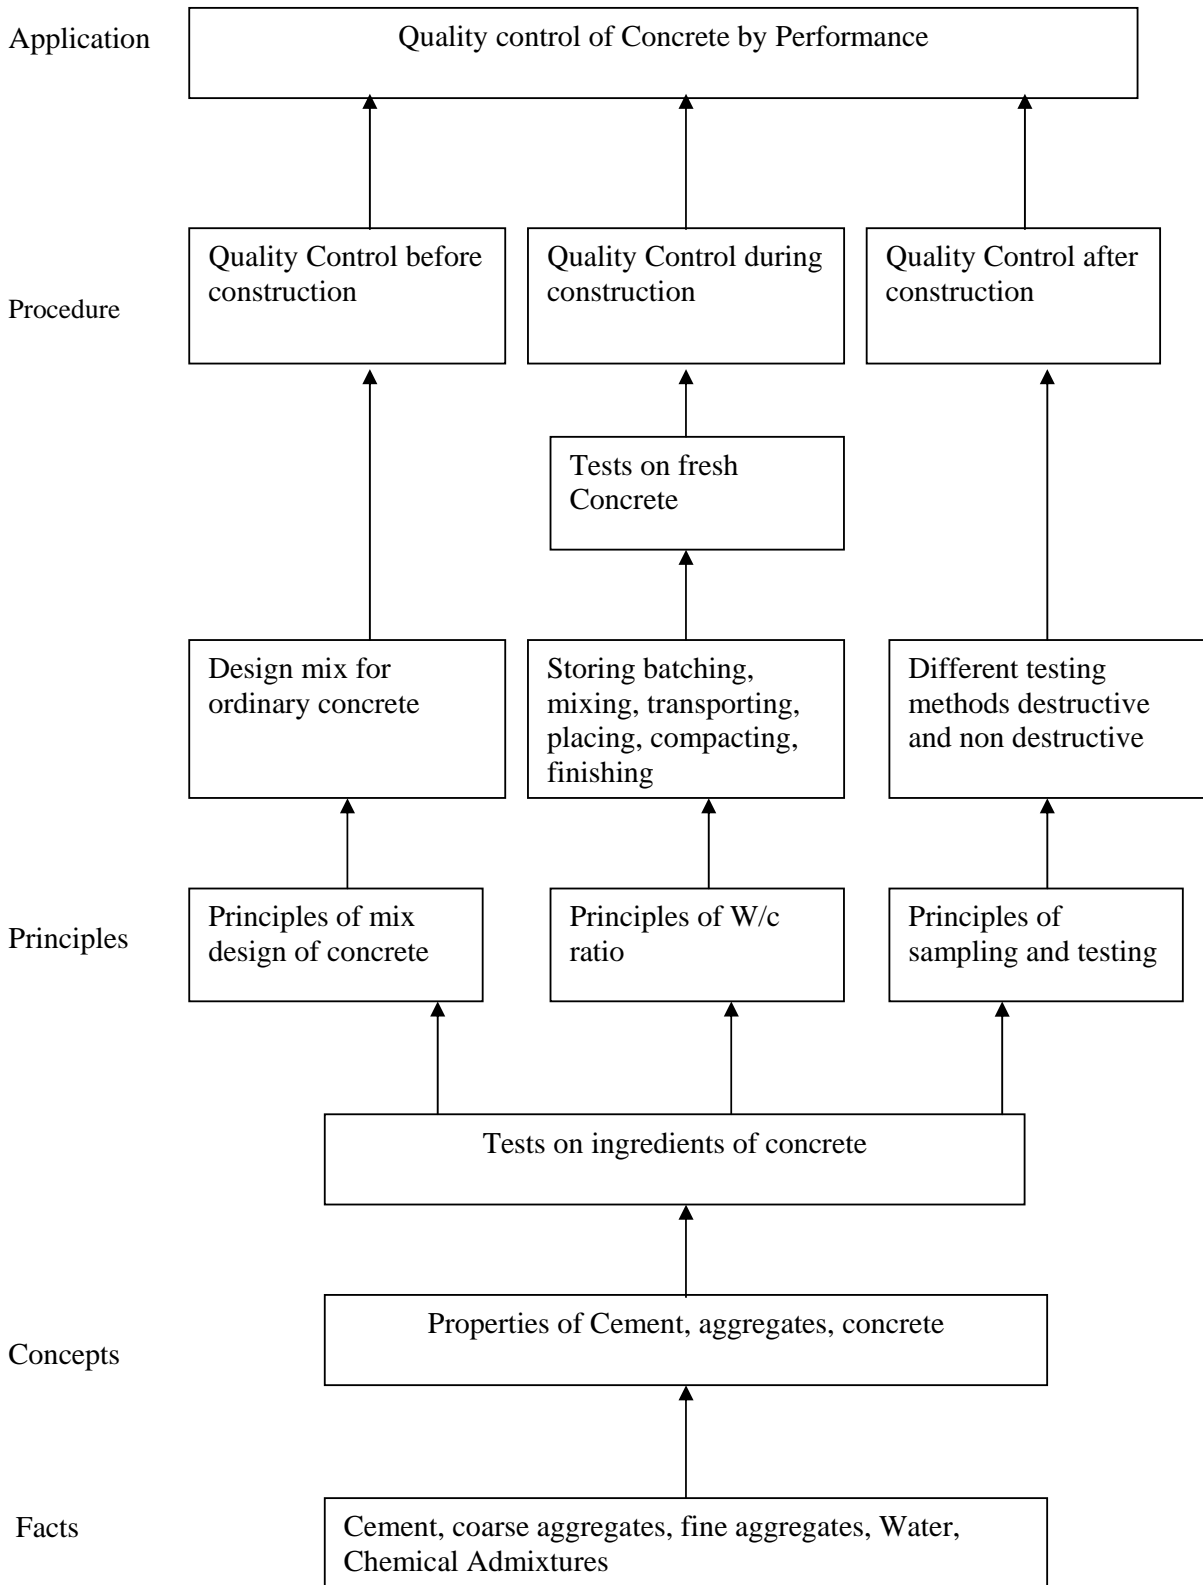 Application
Quality control of Concrete by Performance
Procedure
Quality Control before
construction
Quality Control during
construction
Quality Control after
construction
Tests on fresh
Concrete
Design mix for
ordinary concrete
Storing batching,
mixing, transporting,
placing, compacting,
finishing
Different testing
methods destructive
and non destructive
Principles
Principles of mix
design of concrete
Principles of W/c
ratio
Principles of
sampling and testing
Tests on ingredients of concrete
Concepts
Properties of Cement, aggregates, concrete
Facts
Cement, coarse aggregates, fine aggregates, Water,
Chemical Admixtures